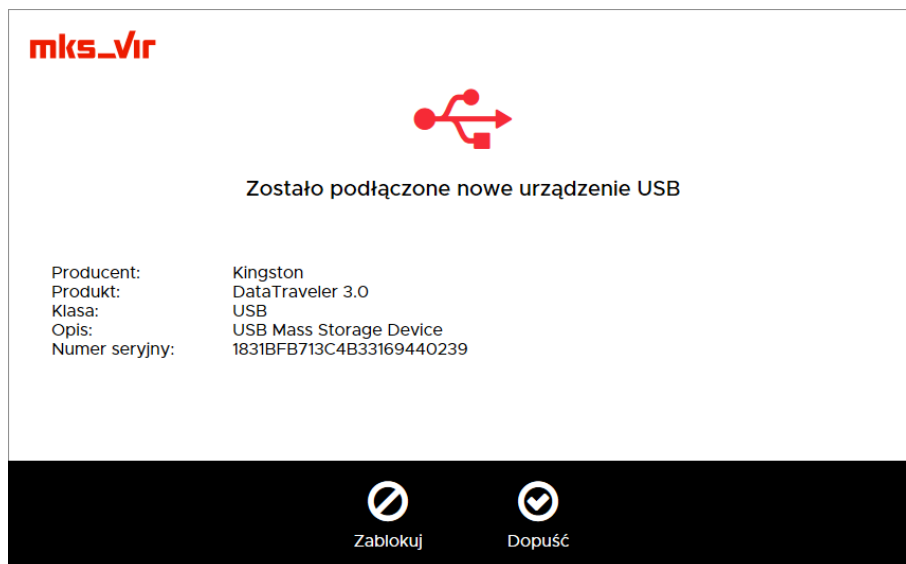 mks_vir
Zostało podłączone nowe urządzenie USB
Producent: Kingston
Produkt: DataTraveler 3.0
Klasa: USB
Opis: USB Mass Storage Device
Numer seryjny: 1831BFB713C4B33169440239
Zablokuj Dopuść